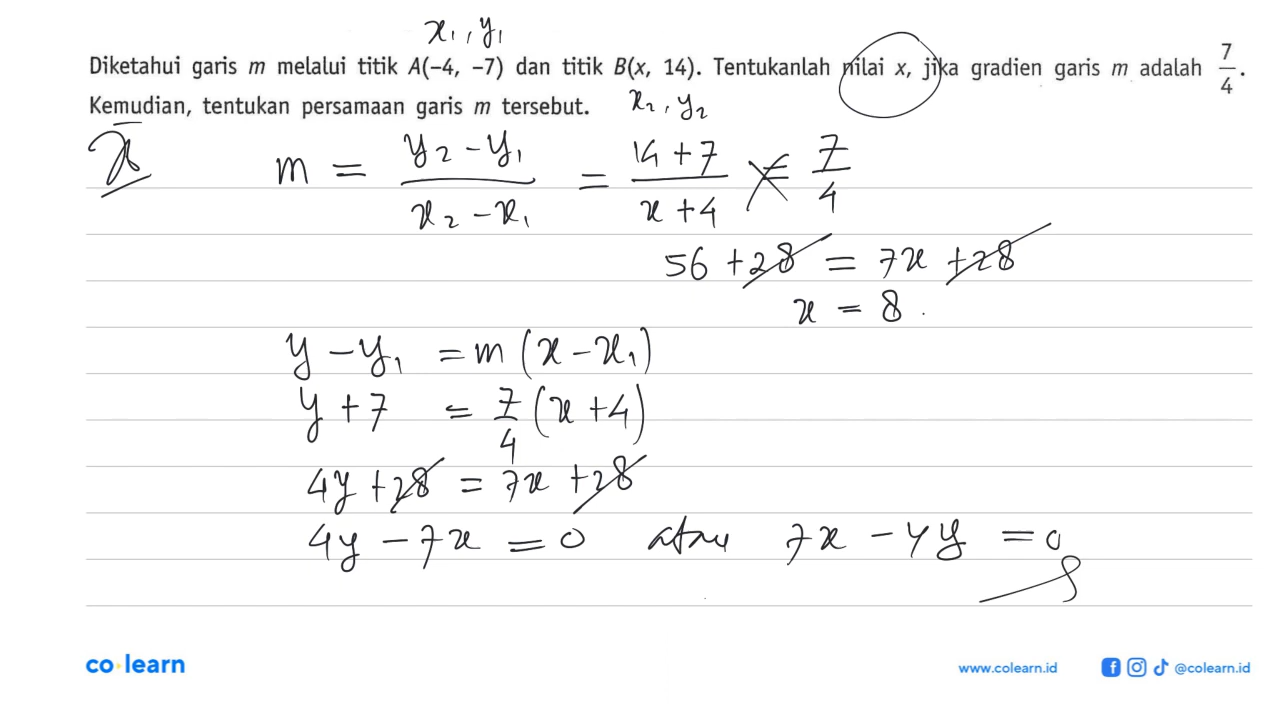 x₁, y₁
Diketahui garis m melalui titik A(−4, −7) dan titik B(x, 14). Tentukanlah nilai x, jika gradien garis m adalah 7/4.
Kemudian, tentukan persamaan garis m tersebut.
x₂, y₂
m = (y₂ − y₁)/(x₂ − x₁) = (14 + 7)/(x + 4) = 7/4
56 + 28 = 7x + 28
x = 8.
y − y₁ = m(x − x₁)
y + 7 = 7/4 (x + 4)
4y + 28 = 7x + 28
4y − 7x = 0 atau 7x − 4y = 0
co learn
www.colearn.id
@colearn.id